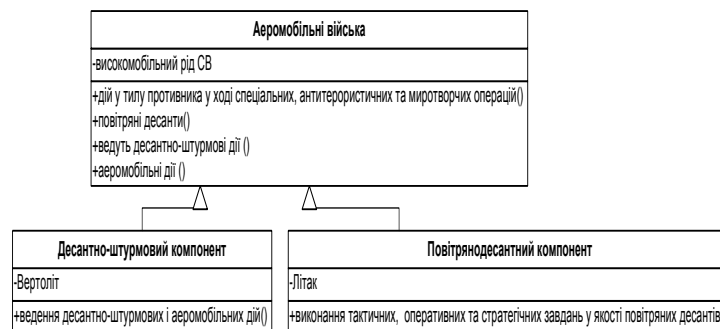 Аеромобільні війська
-високомобільний рід СВ
+дій у тилу противника у ході спеціальних, антитерористичних та миротворчих операцій()
+повітряні десанти()
+ведуть десантно-штурмові дії ()
+аеромобільні дії ()
Десантно-штурмовий компонент
-Вертоліт
+ведення десантно-штурмових і аеромобільних дій()
Повітрянодесантний компонент
-Літак
+виконання тактичних, оперативних та стратегічних завдань у якості повітряних десантів